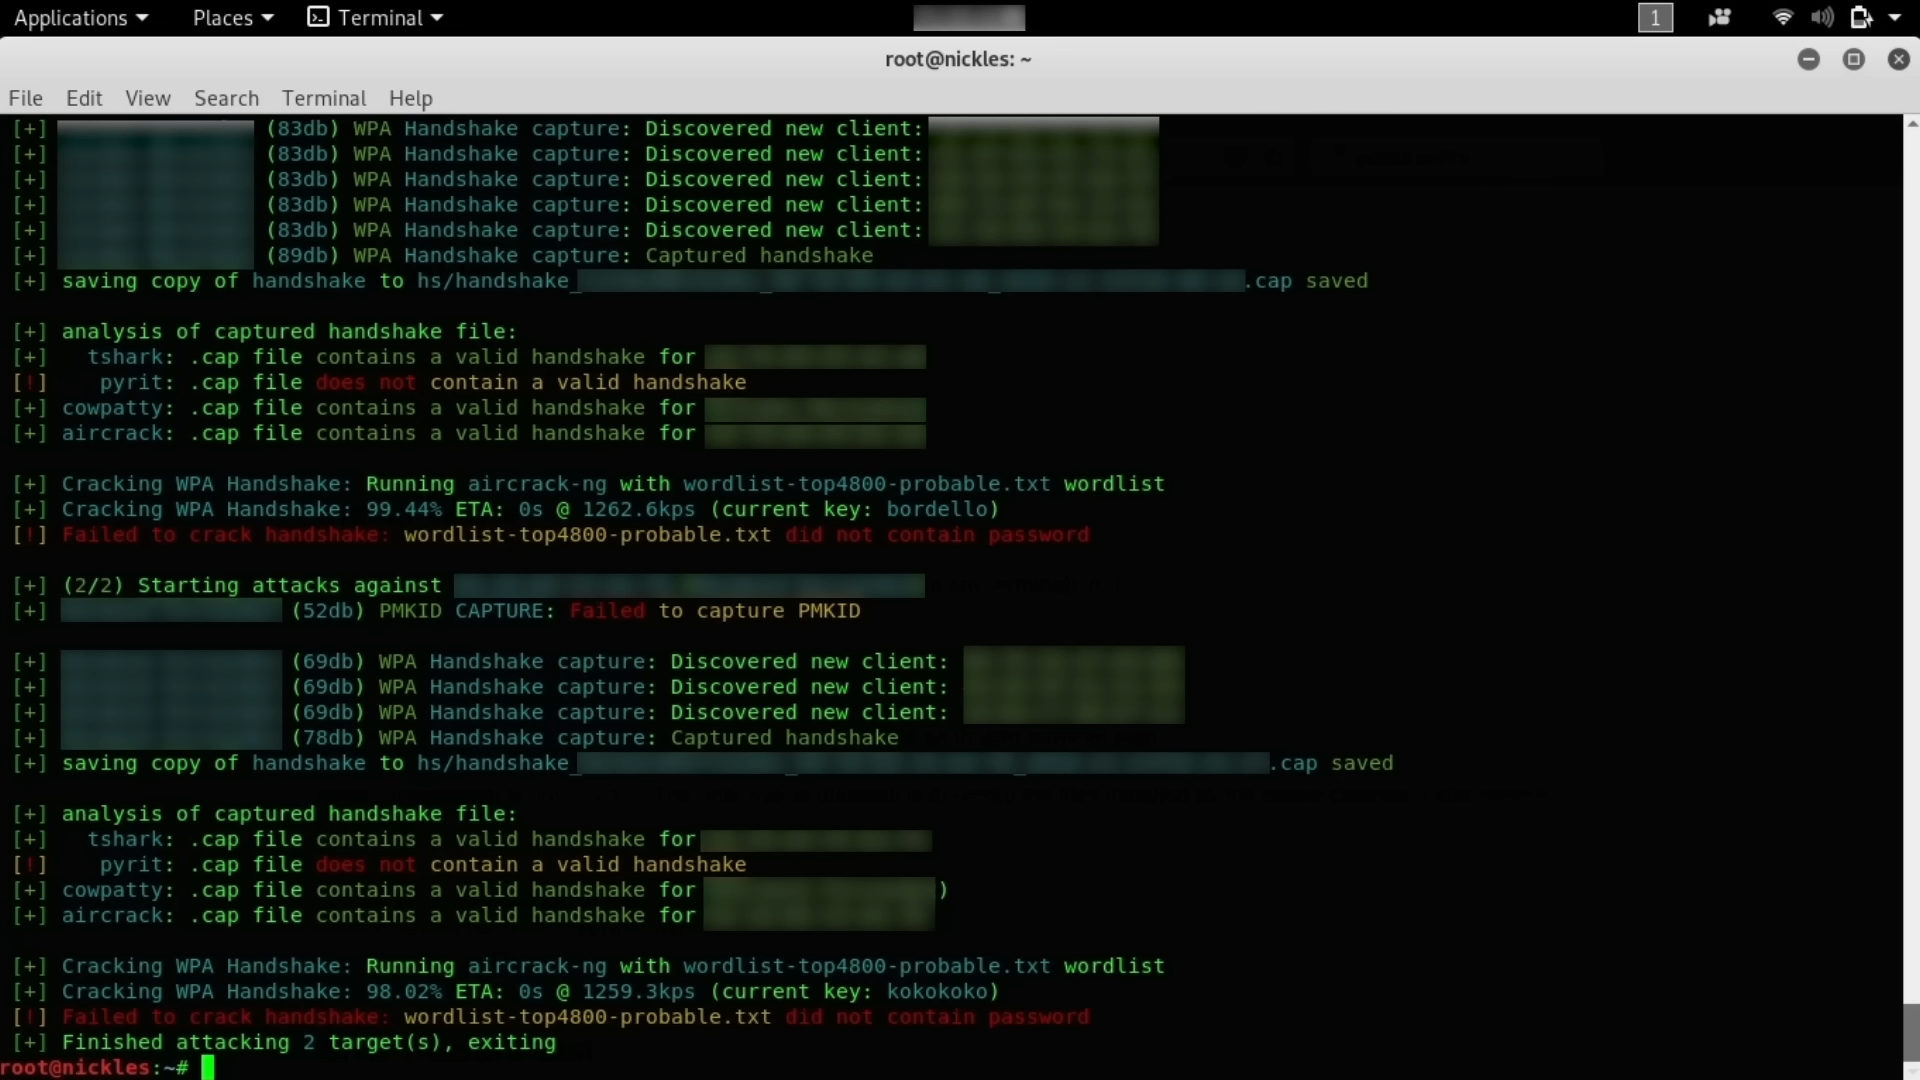 Applications Places Terminal 1
root@nickles: ~
File Edit View Search Terminal Help
[+] (83db) WPA Handshake capture: Discovered new client:
[+] (83db) WPA Handshake capture: Discovered new client:
[+] (83db) WPA Handshake capture: Discovered new client:
[+] (83db) WPA Handshake capture: Discovered new client:
[+] (83db) WPA Handshake capture: Discovered new client:
[+] (89db) WPA Handshake capture: Captured handshake
[+] saving copy of handshake to hs/handshake_ .cap saved
[+] analysis of captured handshake file:
[+] tshark: .cap file contains a valid handshake for
[!] pyrit: .cap file does not contain a valid handshake
[+] cowpatty: .cap file contains a valid handshake for
[+] aircrack: .cap file contains a valid handshake for
[+] Cracking WPA Handshake: Running aircrack-ng with wordlist-top4800-probable.txt wordlist
[+] Cracking WPA Handshake: 99.44% ETA: 0s @ 1262.6kps (current key: bordello)
[!] Failed to crack handshake: wordlist-top4800-probable.txt did not contain password
[+] (2/2) Starting attacks against
[+] (52db) PMKID CAPTURE: Failed to capture PMKID
[+] (69db) WPA Handshake capture: Discovered new client:
[+] (69db) WPA Handshake capture: Discovered new client:
[+] (69db) WPA Handshake capture: Discovered new client:
[+] (78db) WPA Handshake capture: Captured handshake
[+] saving copy of handshake to hs/handshake_ .cap saved
[+] analysis of captured handshake file:
[+] tshark: .cap file contains a valid handshake for
[!] pyrit: .cap file does not contain a valid handshake
[+] cowpatty: .cap file contains a valid handshake for )
[+] aircrack: .cap file contains a valid handshake for
[+] Cracking WPA Handshake: Running aircrack-ng with wordlist-top4800-probable.txt wordlist
[+] Cracking WPA Handshake: 98.02% ETA: 0s @ 1259.3kps (current key: kokokoko)
[!] Failed to crack handshake: wordlist-top4800-probable.txt did not contain password
[+] Finished attacking 2 target(s), exiting
root@nickles:~#